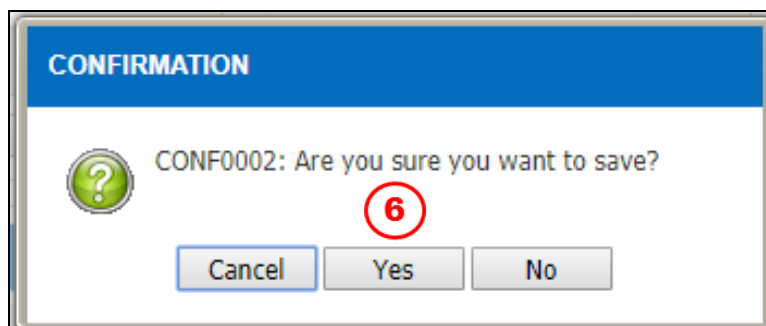 CONFIRMATION
CONF0002: Are you sure you want to save?
6
Cancel Yes No